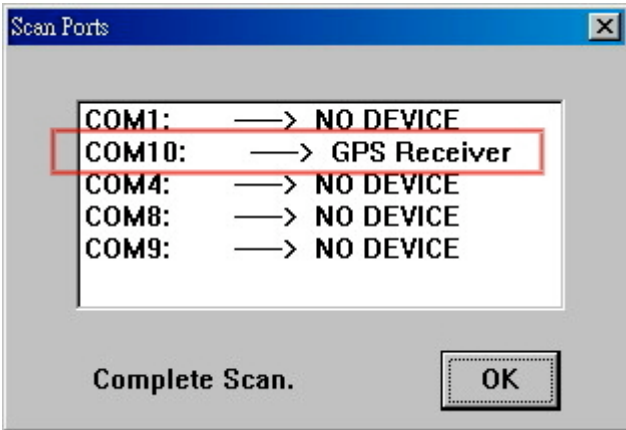 Scan Ports
COM1: ──> NO DEVICE
COM10: ──> GPS Receiver
COM4: ──> NO DEVICE
COM8: ──> NO DEVICE
COM9: ──> NO DEVICE
Complete Scan.
OK